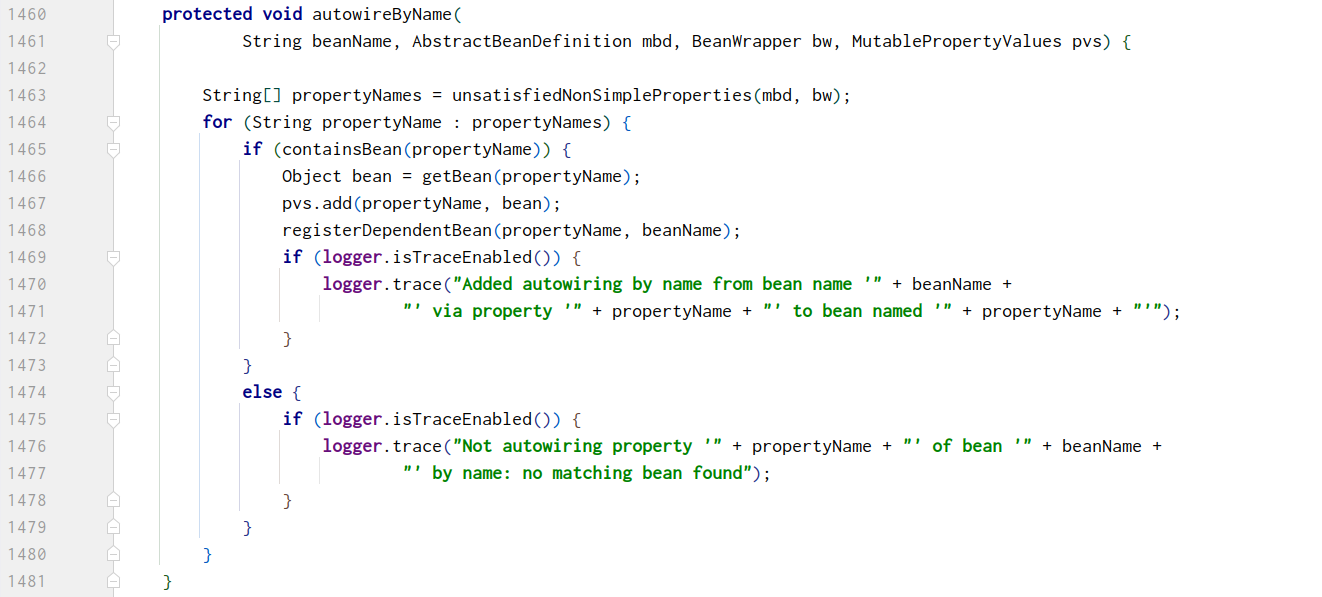 1460 protected void autowireByName(
1461 String beanName, AbstractBeanDefinition mbd, BeanWrapper bw, MutablePropertyValues pvs) {
1462
1463 String[] propertyNames = unsatisfiedNonSimpleProperties(mbd, bw);
1464 for (String propertyName : propertyNames) {
1465 if (containsBean(propertyName)) {
1466 Object bean = getBean(propertyName);
1467 pvs.add(propertyName, bean);
1468 registerDependentBean(propertyName, beanName);
1469 if (logger.isTraceEnabled()) {
1470 logger.trace("Added autowiring by name from bean name '" + beanName +
1471 "' via property '" + propertyName + "' to bean named '" + propertyName + "'");
1472 }
1473 }
1474 else {
1475 if (logger.isTraceEnabled()) {
1476 logger.trace("Not autowiring property '" + propertyName + "' of bean '" + beanName +
1477 "' by name: no matching bean found");
1478 }
1479 }
1480 }
1481 }